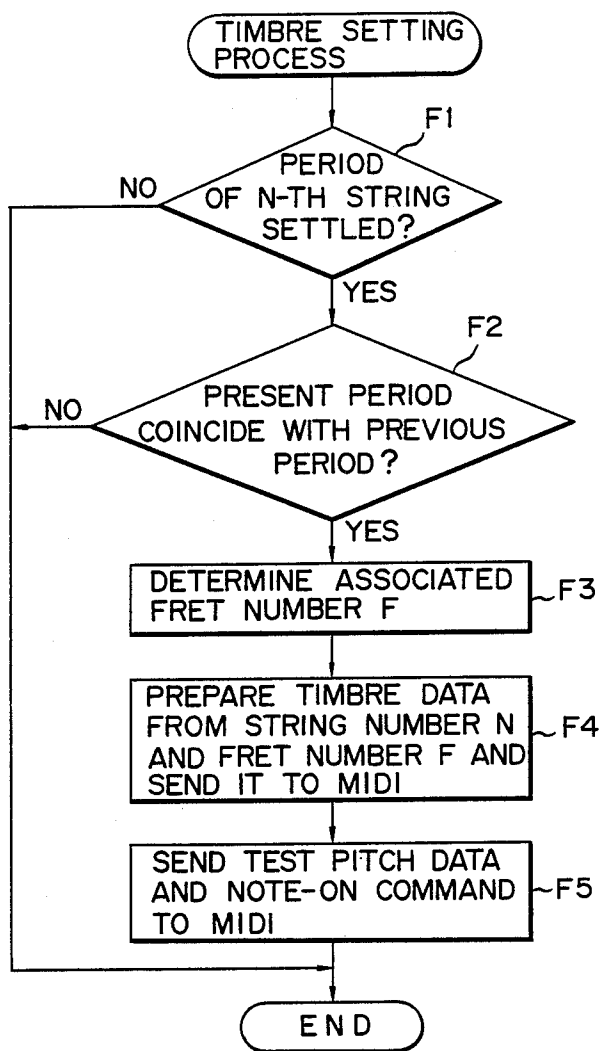 TIMBRE SETTING
PROCESS
F1
PERIOD
OF N-TH STRING
SETTLED?
NO
YES
F2
PRESENT PERIOD
COINCIDE WITH PREVIOUS
PERIOD?
NO
YES
DETERMINE ASSOCIATED
FRET NUMBER F
F3
PREPARE TIMBRE DATA
FROM STRING NUMBER N
AND FRET NUMBER F AND
SEND IT TO MIDI
F4
SEND TEST PITCH DATA
AND NOTE-ON COMMAND
TO MIDI
F5
END